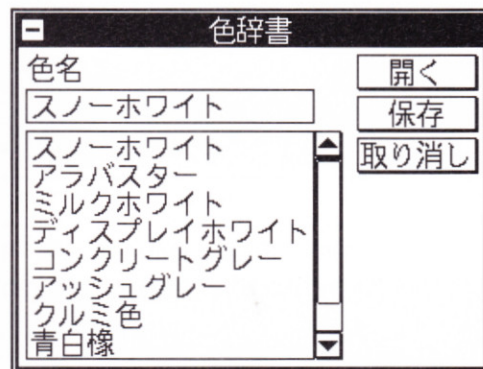 色辞書
色名
スノーホワイト
スノーホワイト
アラバスター
ミルクホワイト
ディスプレイホワイト
コンクリートグレー
アッシュグレー
クルミ色
青白橡
開く
保存
取り消し